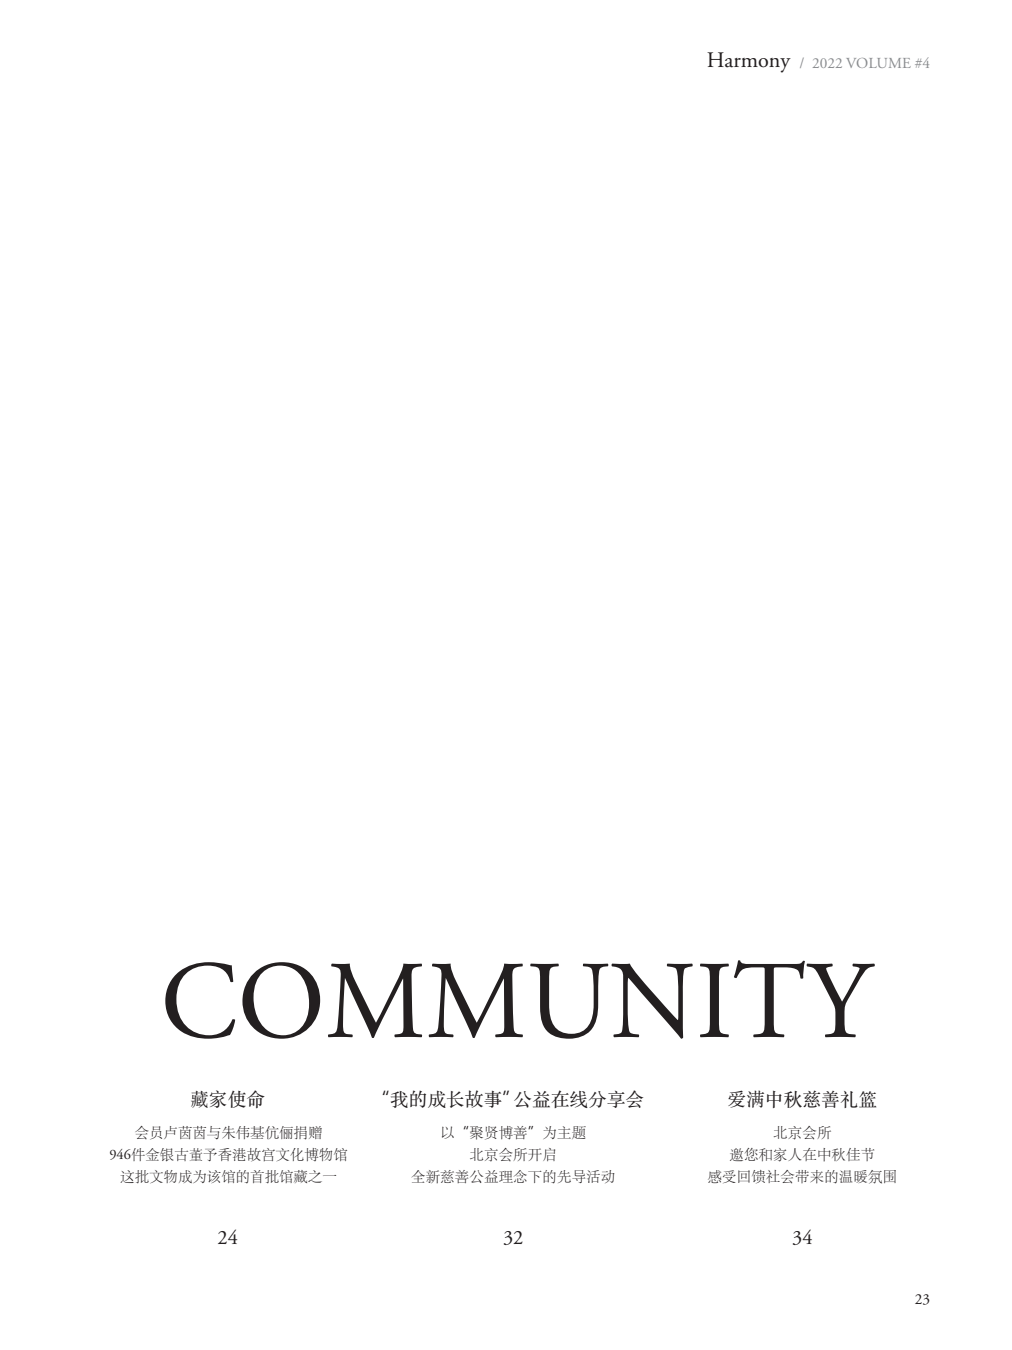 Harmony / 2022 VOLUME #4
COMMUNITY
藏家使命
会员卢茵茵与朱伟基伉俪捐赠
946件金银古董予香港故宫文化博物馆
这批文物成为该馆的首批馆藏之一
24
“我的成长故事”公益在线分享会
以“聚贤博善”为主题
北京会所开启
全新慈善公益理念下的先导活动
32
爱满中秋慈善礼篮
北京会所
邀您和家人在中秋佳节
感受回馈社会带来的温暖氛围
34
23